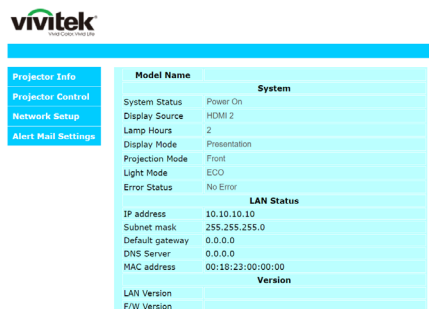 vivitek
Vivid Color Vivid Life
Projector Info
Projector Control
Network Setup
Alert Mail Settings
Model Name
System
System Status Power On
Display Source HDMI 2
Lamp Hours 2
Display Mode Presentation
Projection Mode Front
Light Mode ECO
Error Status No Error
LAN Status
IP address 10.10.10.10
Subnet mask 255.255.255.0
Default gateway 0.0.0.0
DNS Server 0.0.0.0
MAC address 00:18:23:00:00:00
Version
LAN Version
F/W Version